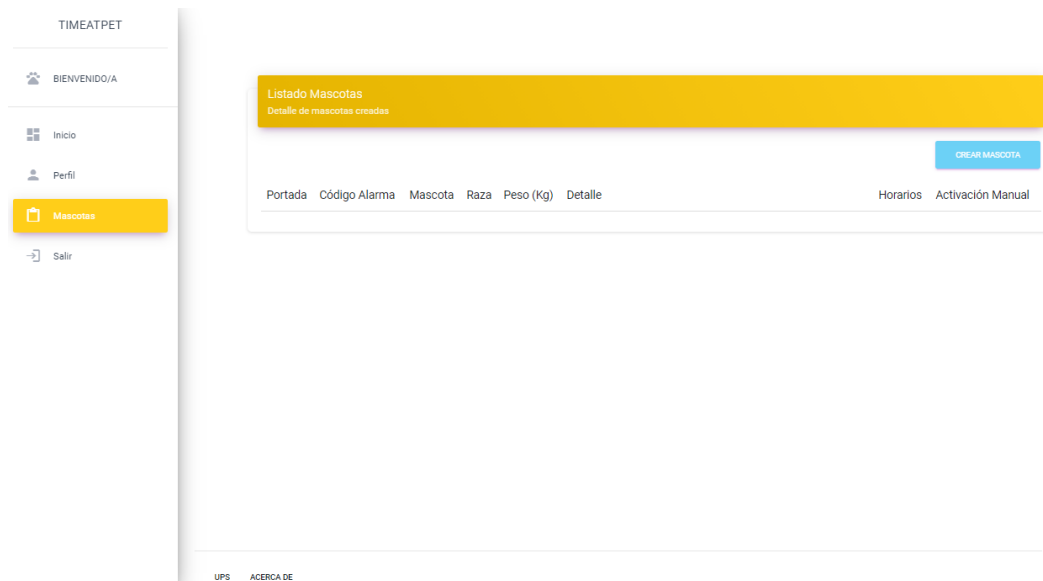 TIMEATPET
BIENVENIDO/A
Inicio
Perfil
Mascotas
Salir
Listado Mascotas
Detalle de mascotas creadas
CREAR MASCOTA
Portada Código Alarma Mascota Raza Peso (Kg) Detalle Horarios Activación Manual
UPS ACERCA DE